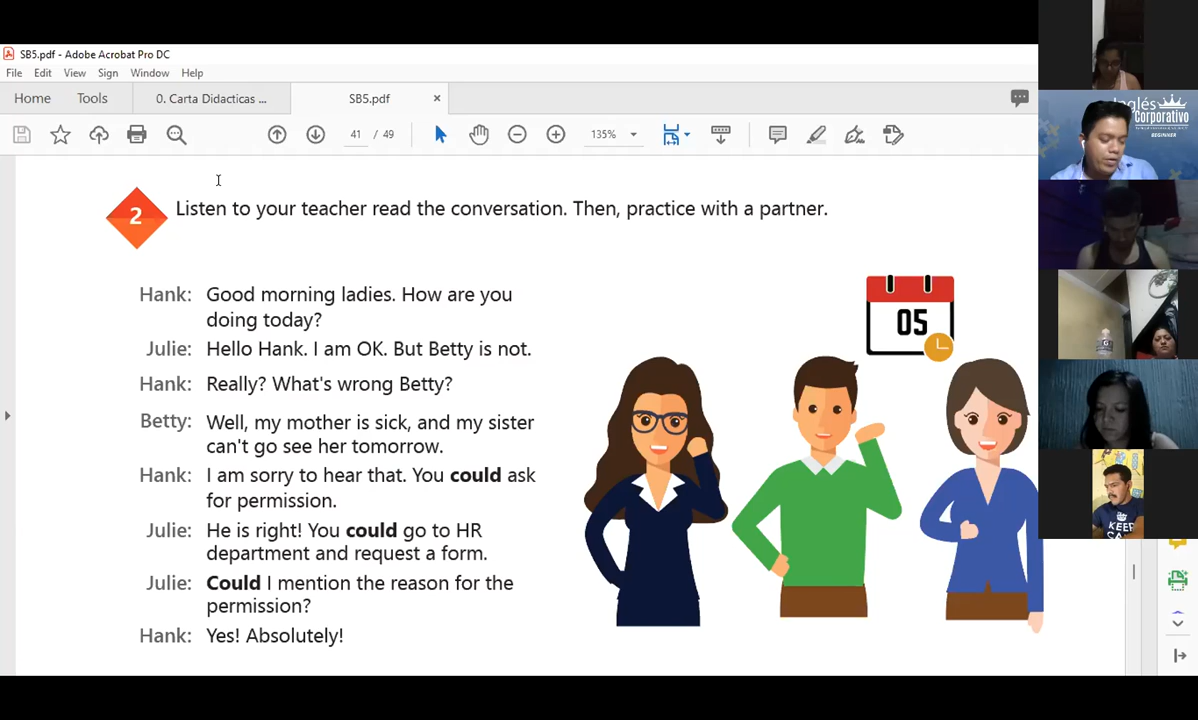 SB5.pdf - Adobe Acrobat Pro DC
File Edit View Sign Window Help
Home Tools 0. Carta Didacticas ... SB5.pdf ×
41 / 49 135%
2
Listen to your teacher read the conversation. Then, practice with a partner.
Hank: Good morning ladies. How are you
doing today?
Julie: Hello Hank. I am OK. But Betty is not.
Hank: Really? What's wrong Betty?
Betty: Well, my mother is sick, and my sister
can't go see her tomorrow.
Hank: I am sorry to hear that. You could ask
for permission.
Julie: He is right! You could go to HR
department and request a form.
Julie: Could I mention the reason for the
permission?
Hank: Yes! Absolutely!
05
Inglés
Corporativo
BEGINNER
KEEP